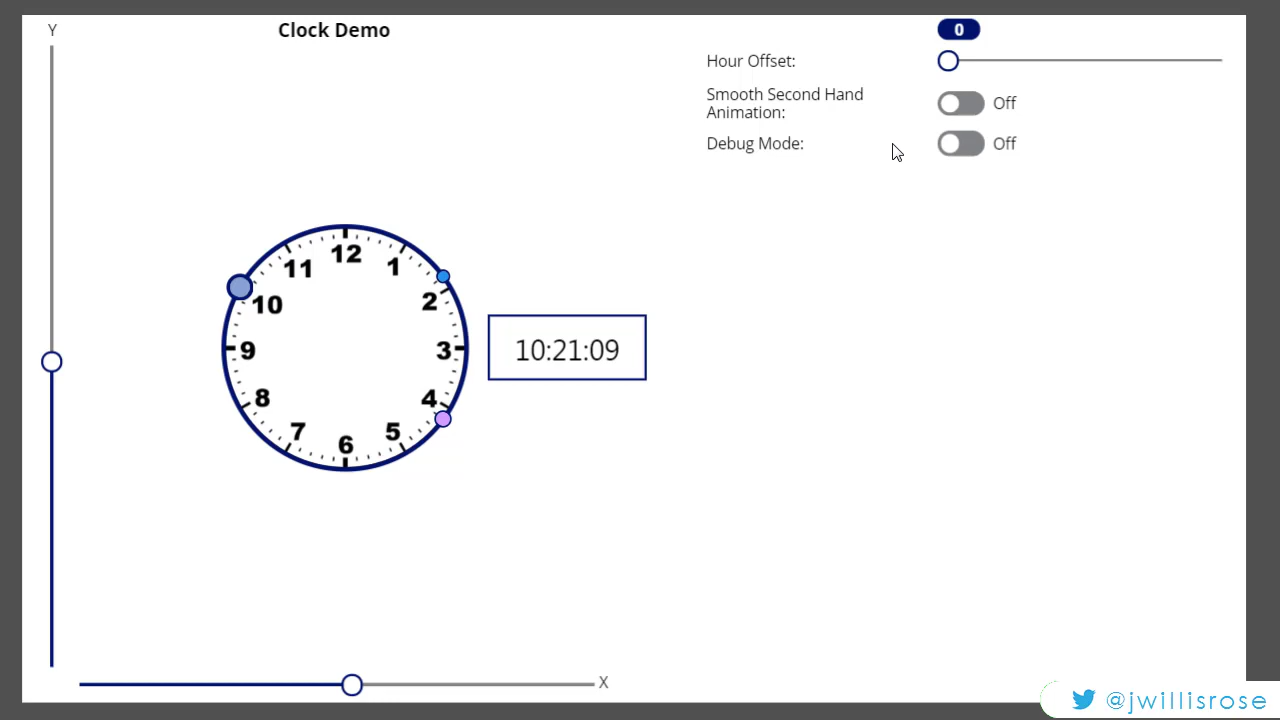 Y
Clock Demo
0
Hour Offset:
Smooth Second Hand
Animation:
Off
Debug Mode:
Off
12
11
1
10
2
9
3
8
4
7
5
6
10:21:09
X
@jwillisrose